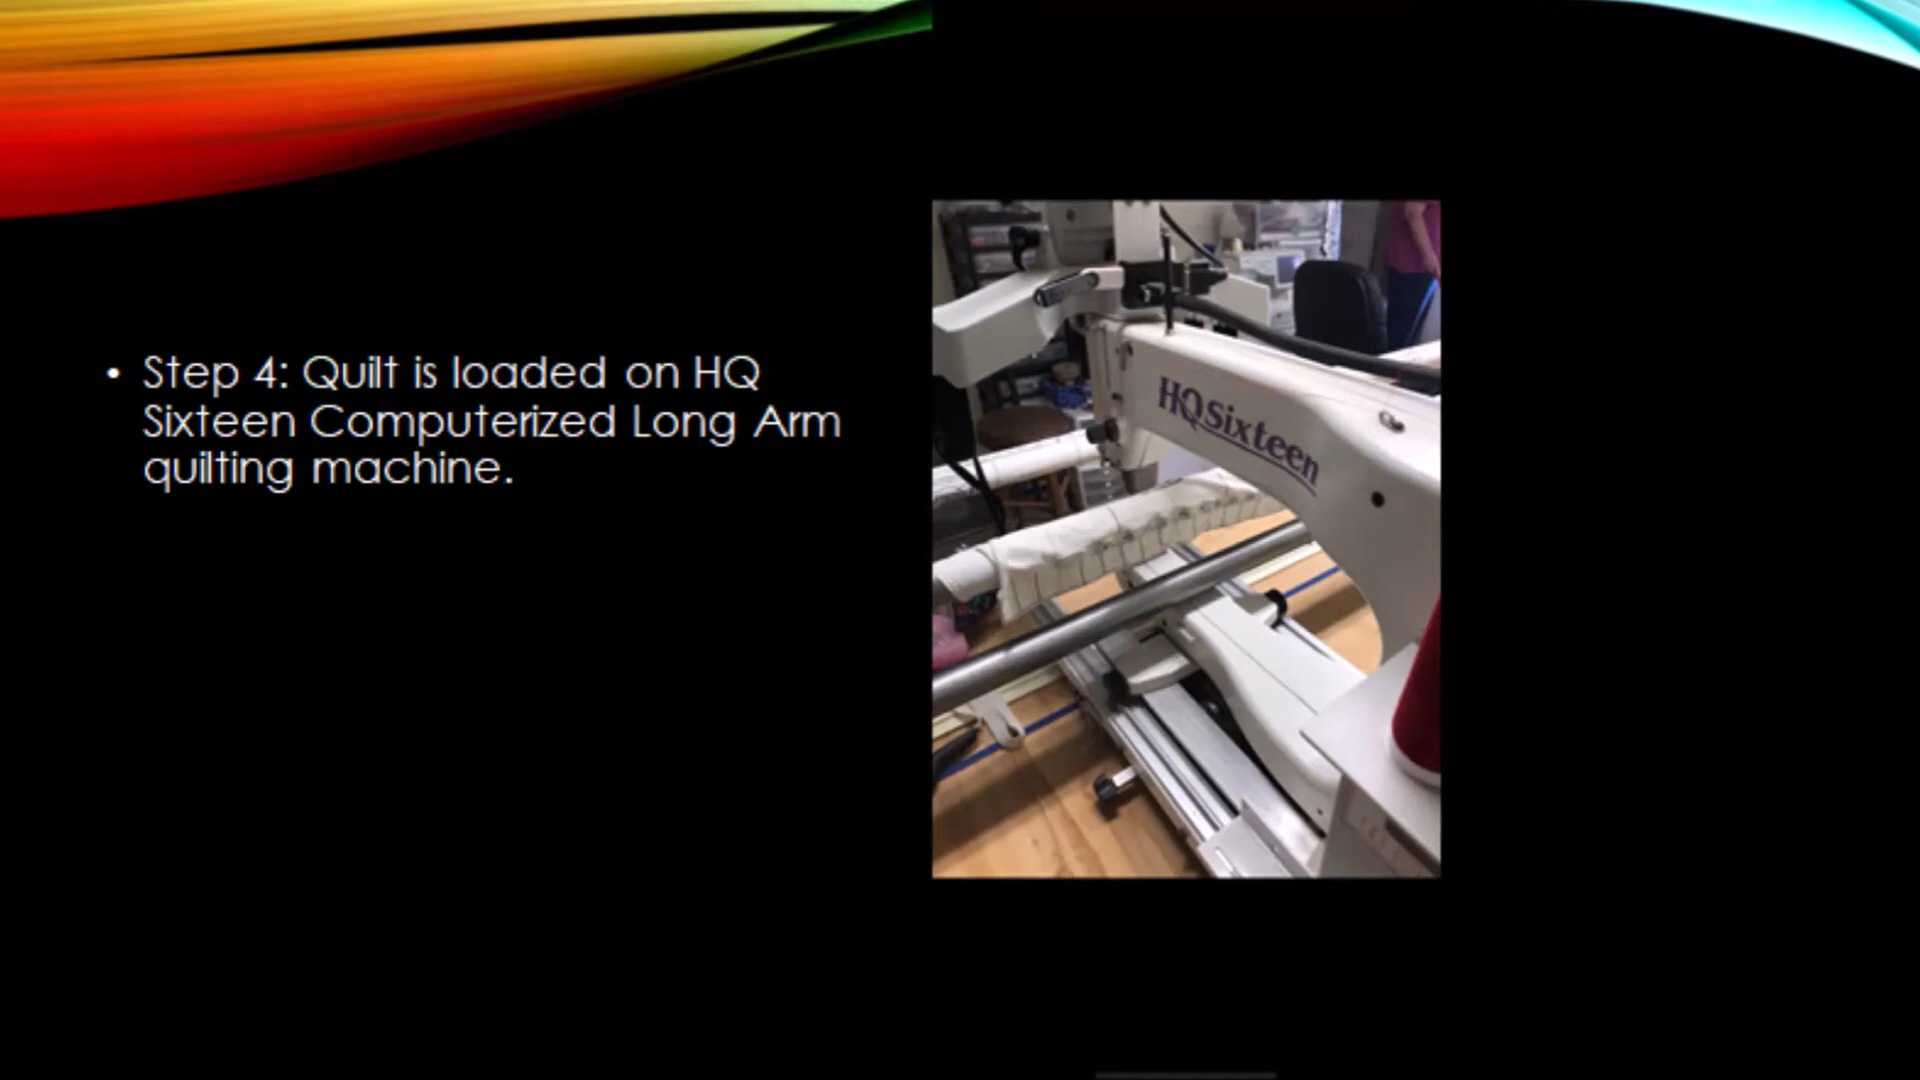 • Step 4: Quilt is loaded on HQ
Sixteen Computerized Long Arm
quilting machine.
HQ Sixteen